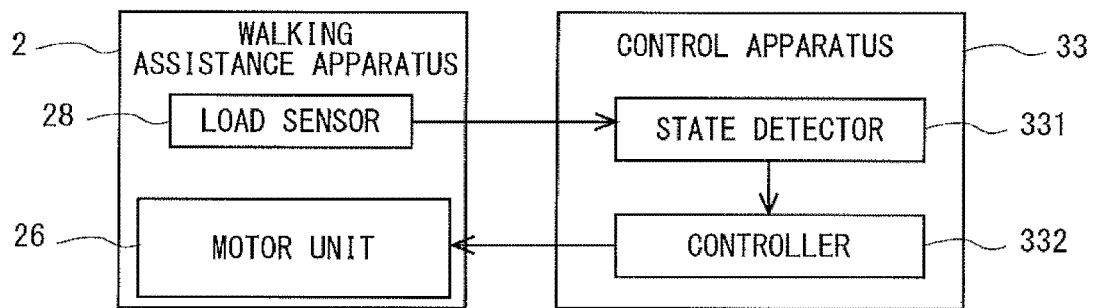 2
WALKING
ASSISTANCE APPARATUS
28
LOAD SENSOR
26
MOTOR UNIT
CONTROL APPARATUS
33
STATE DETECTOR
331
CONTROLLER
332